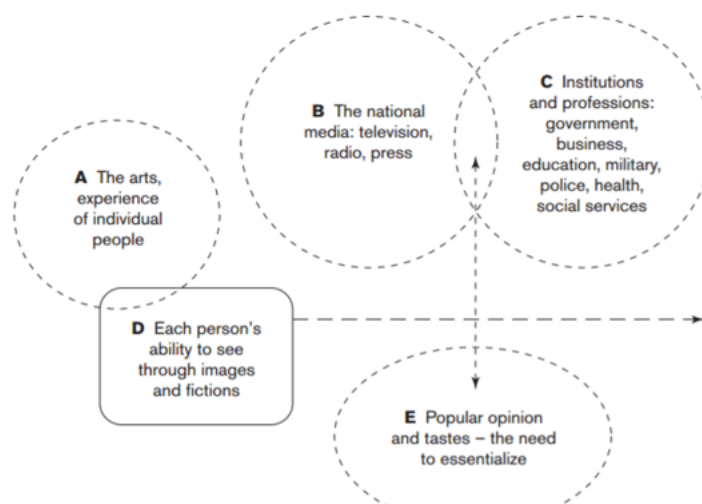 A The arts,
experience
of individual
people
B The national
media: television,
radio, press
C Institutions
and professions:
government,
business,
education, military,
police, health,
social services
D Each person's
ability to see
through images
and fictions
E Popular opinion
and tastes – the need
to essentialize